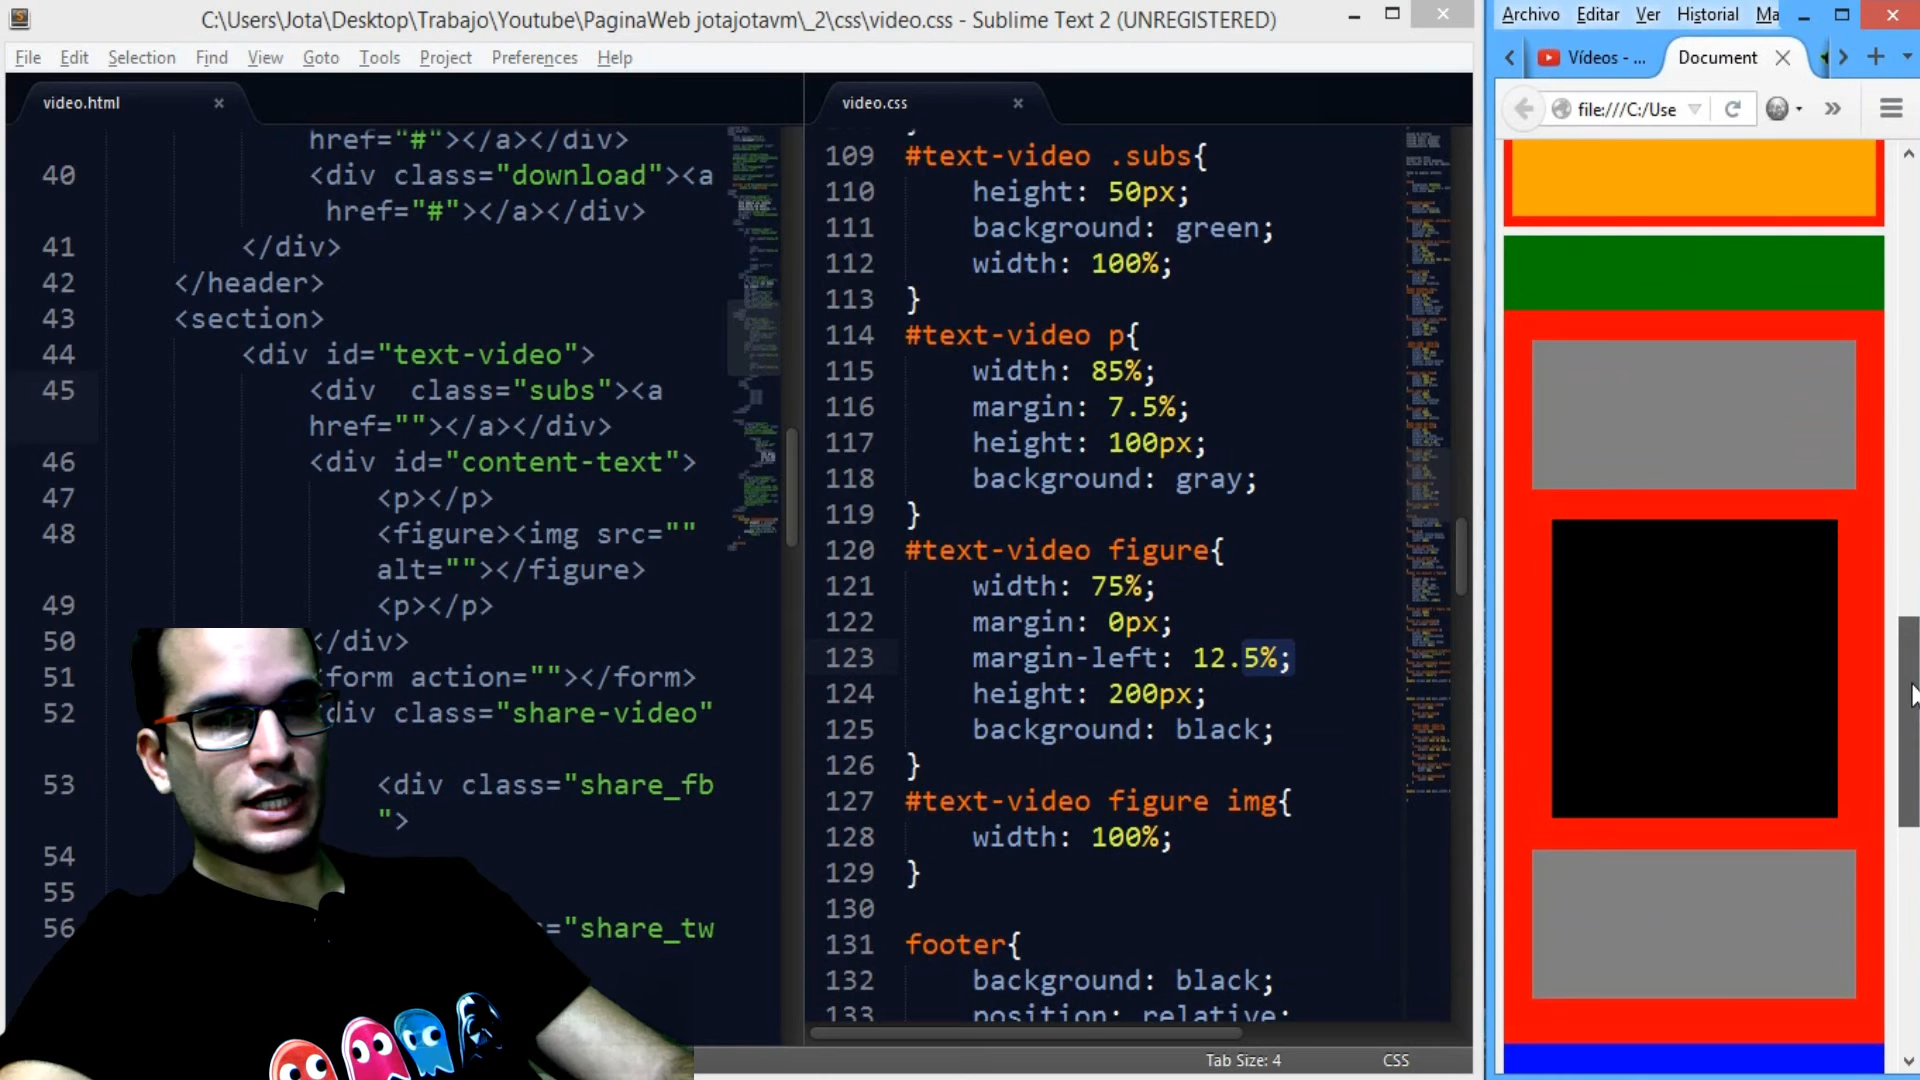 C:\Users\Jota\Desktop\Trabajo\Youtube\PaginaWeb jotajotavm\_2\css\video.css - Sublime Text 2 (UNREGISTERED)
File Edit Selection Find View Goto Tools Project Preferences Help
video.html
href="#"></a></div>
40 <div class="download"><a
href="#"></a></div>
41 </div>
42 </header>
43 <section>
44 <div id="text-video">
45 <div  class="subs"><a
href=""></a></div>
46 <div id="content-text">
47 <p></p>
48 <figure><img src=""
alt=""></figure>
49 <p></p>
50 </div>
51 form action=""></form>
52 div class="share-video"
53 <div class="share_fb
">
54
55
56 ="share_tw
video.css
}
109 #text-video .subs{
110 height: 50px;
111 background: green;
112 width: 100%;
113 }
114 #text-video p{
115 width: 85%;
116 margin: 7.5%;
117 height: 100px;
118 background: gray;
119 }
120 #text-video figure{
121 width: 75%;
122 margin: 0px;
123 margin-left: 12.5%;
124 height: 200px;
125 background: black;
126 }
127 #text-video figure img{
128 width: 100%;
129 }
130
131 footer{
132 background: black;
133 position: relative;
Tab Size: 4 CSS
Archivo Editar Ver Historial Ma
Vídeos - ... Document
file:///C:/Use